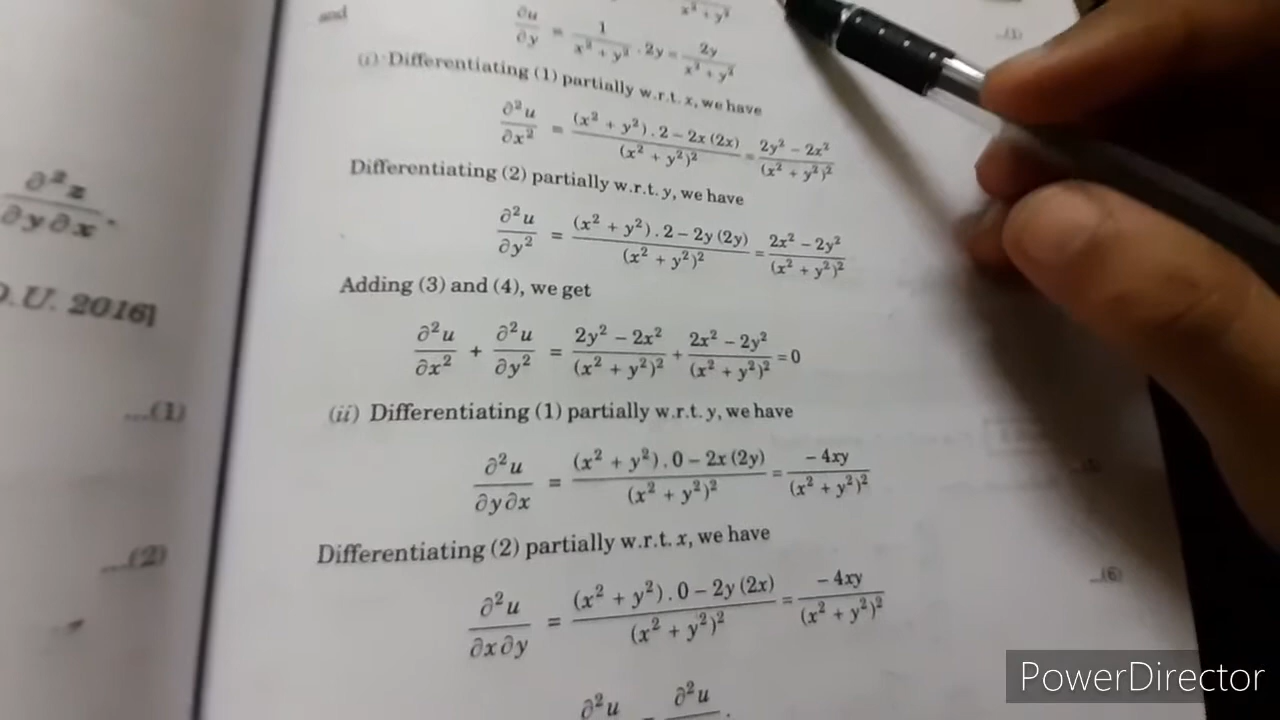 x² + y²
and ∂u/∂y = 1/(x² + y²) . 2y = 2y/(x² + y²)
(i) Differentiating (1) partially w.r.t. x, we have
∂²u/∂x² = ((x² + y²) . 2 – 2x (2x))/(x² + y²)² = (2y² – 2x²)/(x² + y²)²
Differentiating (2) partially w.r.t. y, we have
∂²u/∂y² = ((x² + y²) . 2 – 2y (2y))/(x² + y²)² = (2x² – 2y²)/(x² + y²)²
Adding (3) and (4), we get
∂²u/∂x² + ∂²u/∂y² = (2y² – 2x²)/(x² + y²)² + (2x² – 2y²)/(x² + y²)² = 0
(ii) Differentiating (1) partially w.r.t. y, we have
∂²u/∂y∂x = ((x² + y²) . 0 – 2x (2y))/(x² + y²)² = – 4xy/(x² + y²)²
Differentiating (2) partially w.r.t. x, we have
∂²u/∂x∂y = ((x² + y²) . 0 – 2y (2x))/(x² + y²)² = – 4xy/(x² + y²)²
...(6)
∂²u = ∂²u .
∂²z/∂y∂x .
.U. 2016]
...(1)
...(2)
PowerDirector